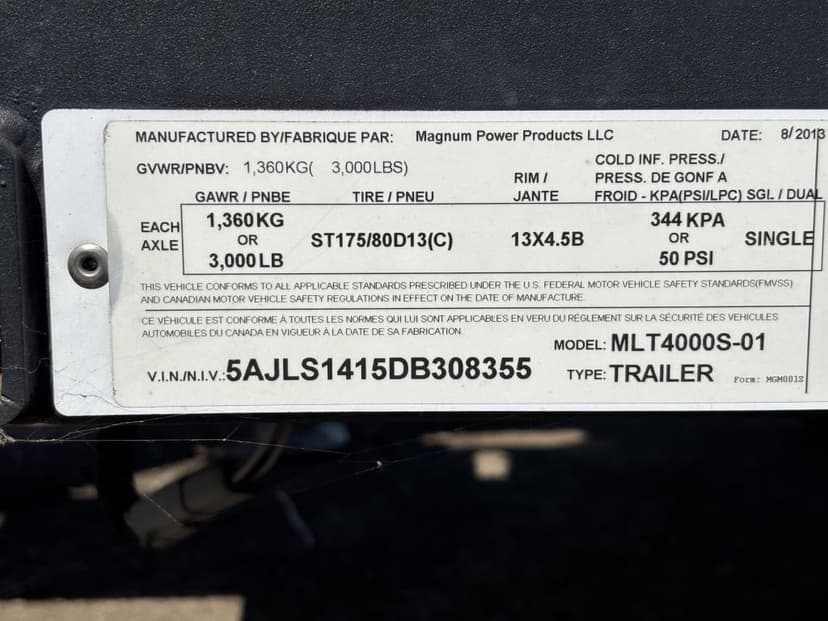 MANUFACTURED BY/FABRIQUE PAR: Magnum Power Products LLC DATE: 8/2013
GVWR/PNBV: 1,360KG( 3,000LBS)
GAWR / PNBE TIRE / PNEU RIM / JANTE COLD INF. PRESS./ PRESS. DE GONF A FROID - KPA(PSI/LPC) SGL / DUAL
EACH AXLE 1,360KG OR 3,000LB ST175/80D13(C) 13X4.5B 344 KPA OR 50 PSI SINGLE
THIS VEHICLE CONFORMS TO ALL APPLICABLE STANDARDS PRESCRIBED UNDER THE U.S. FEDERAL MOTOR VEHICLE SAFETY STANDARDS(FMVSS)
AND CANADIAN MOTOR VEHICLE SAFETY REGULATIONS IN EFFECT ON THE DATE OF MANUFACTURE.
CE VÉHICULE EST CONFORME À TOUTES LES NORMES QUI LUI SONT APPLICABLES EN VERU DU RÉGLEMENT SUR LA SÉCURITÉ DES VEHICULES
AUTOMOBILES DU CANADA EN VIGUEUR À LA DATE DE SA FABRICATION.
MODEL: MLT4000S-01
V.I.N./N.I.V.: 5AJLS1415DB308355 TYPE: TRAILER Form: MGM001S